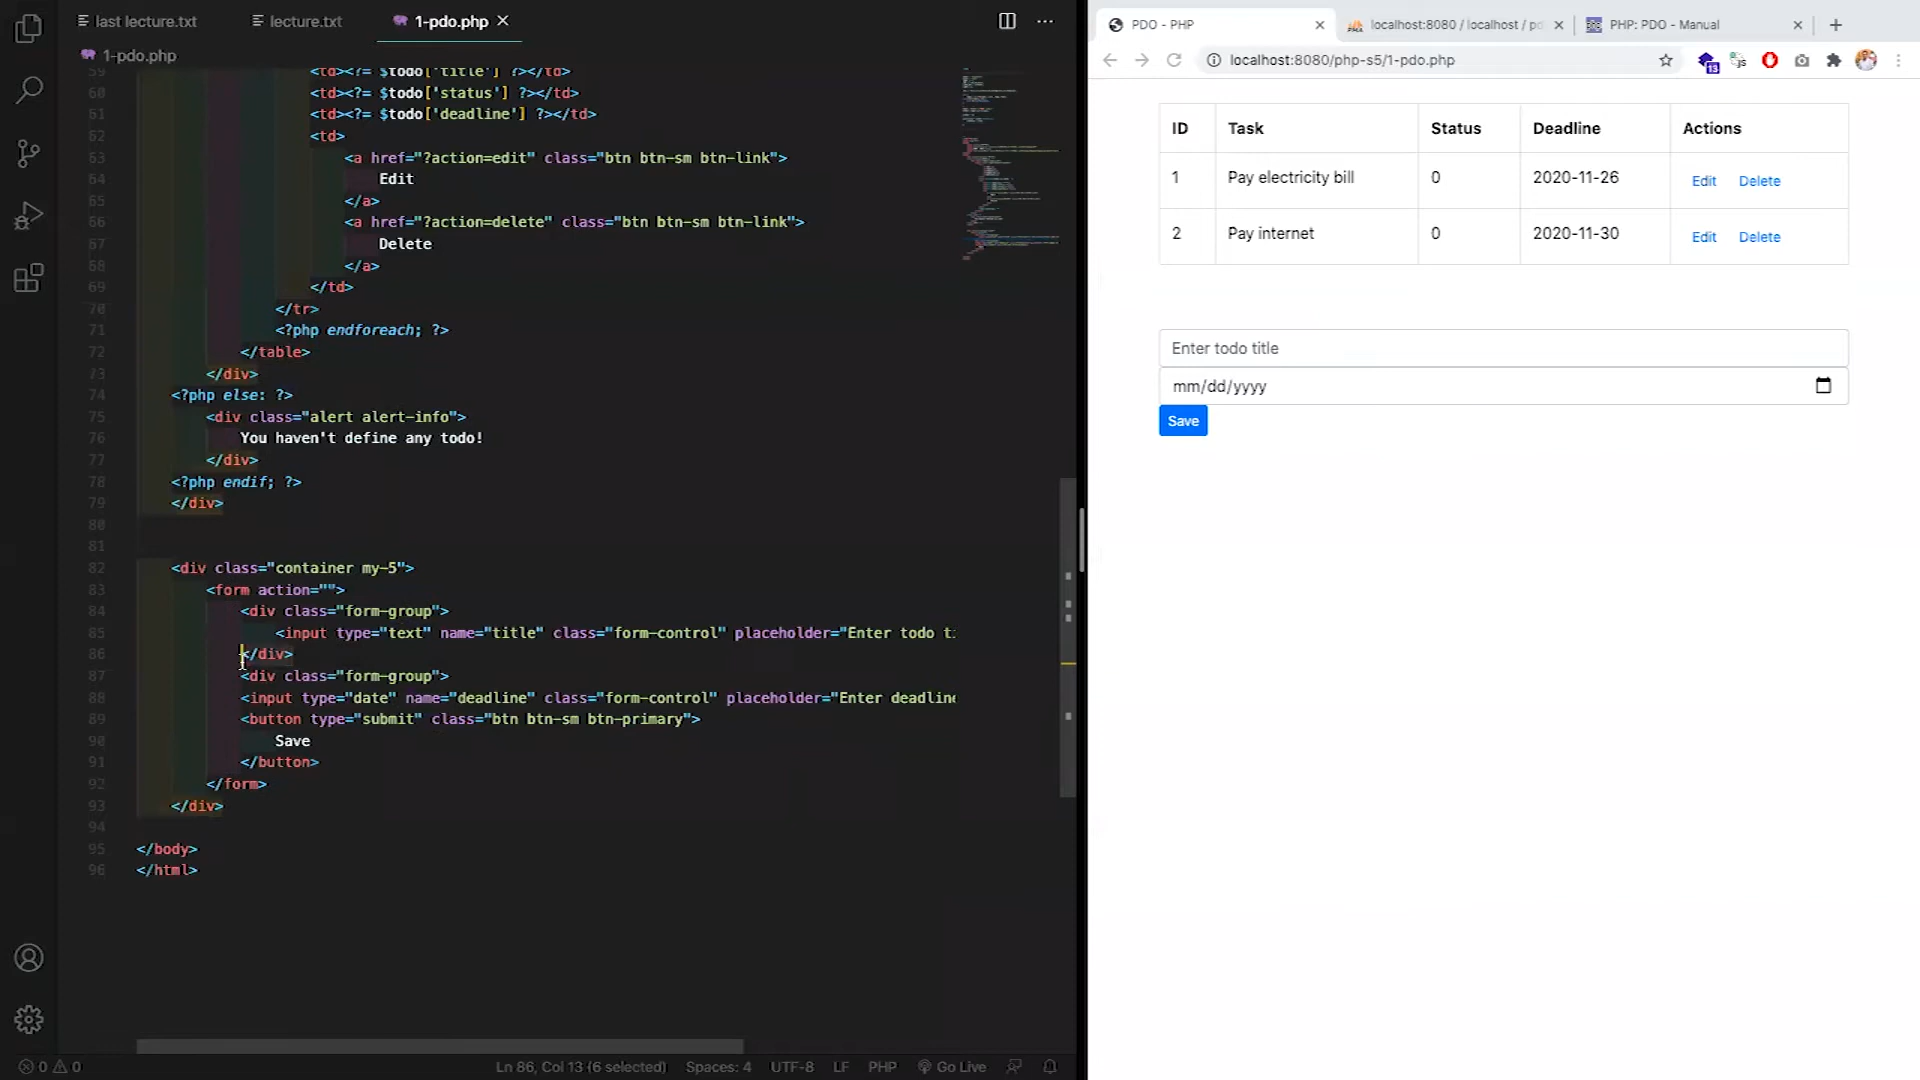 last lecture.txt
lecture.txt
1-pdo.php
1-pdo.php
59 <td><?= $todo['title'] ?></td>
60 <td><?= $todo['status'] ?></td>
61 <td><?= $todo['deadline'] ?></td>
62 <td>
63 <a href="?action=edit" class="btn btn-sm btn-link">
64 Edit
65 </a>
66 <a href="?action=delete" class="btn btn-sm btn-link">
67 Delete
68 </a>
69 </td>
70 </tr>
71 <?php endforeach; ?>
72 </table>
73 </div>
74 <?php else: ?>
75 <div class="alert alert-info">
76 You haven't define any todo!
77 </div>
78 <?php endif; ?>
79 </div>
80
81
82 <div class="container my-5">
83 <form action="">
84 <div class="form-group">
85 <input type="text" name="title" class="form-control" placeholder="Enter todo t
86 </div>
87 <div class="form-group">
88 <input type="date" name="deadline" class="form-control" placeholder="Enter deadlin
89 <button type="submit" class="btn btn-sm btn-primary">
90 Save
91 </button>
92 </form>
93 </div>
94
95 </body>
96 </html>
0 0
Ln 86, Col 13 (6 selected) Spaces: 4 UTF-8 LF PHP Go Live
PDO - PHP
localhost:8080 / localhost / pd
PHP: PDO - Manual
localhost:8080/php-s5/1-pdo.php
13
ID Task Status Deadline Actions
1 Pay electricity bill 0 2020-11-26 Edit Delete
2 Pay internet 0 2020-11-30 Edit Delete
Enter todo title
mm/dd/yyyy
Save